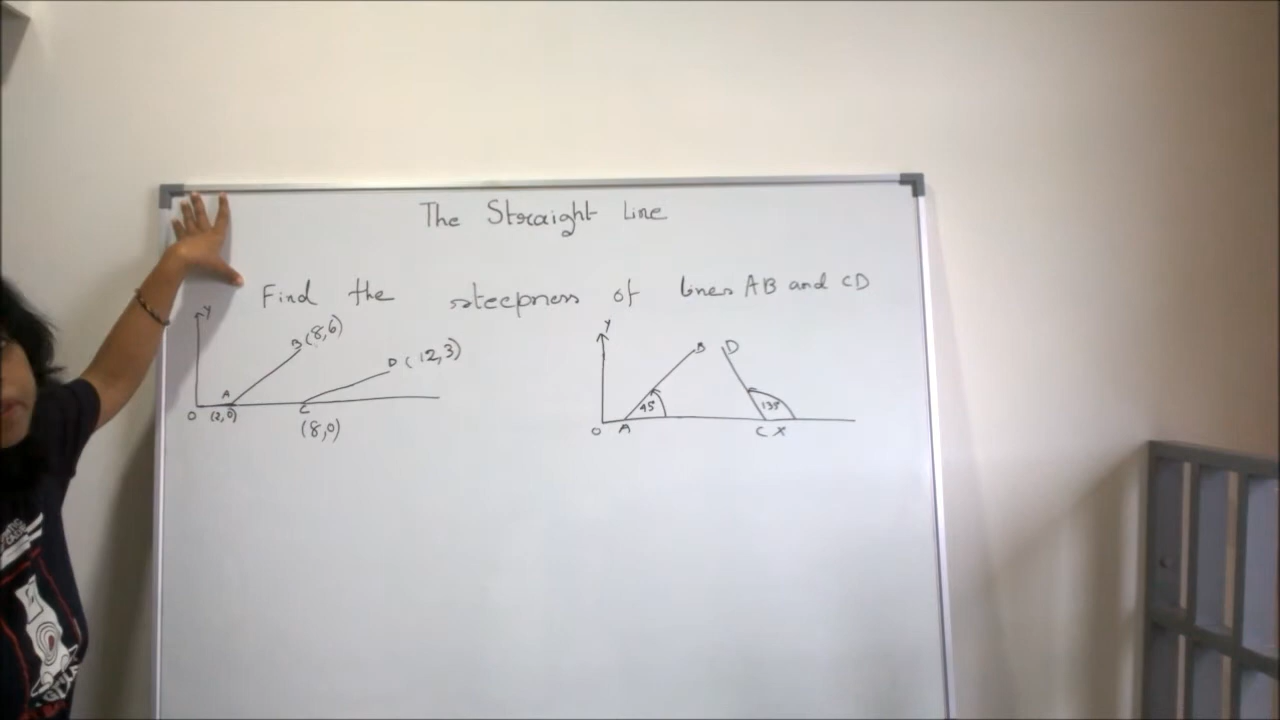 The Straight Line
Find the steepness of lines AB and CD
Y
B (8,6)
D (12,3)
A
O (2,0) C
(8,0)
Y
B D
45 135
O A C X